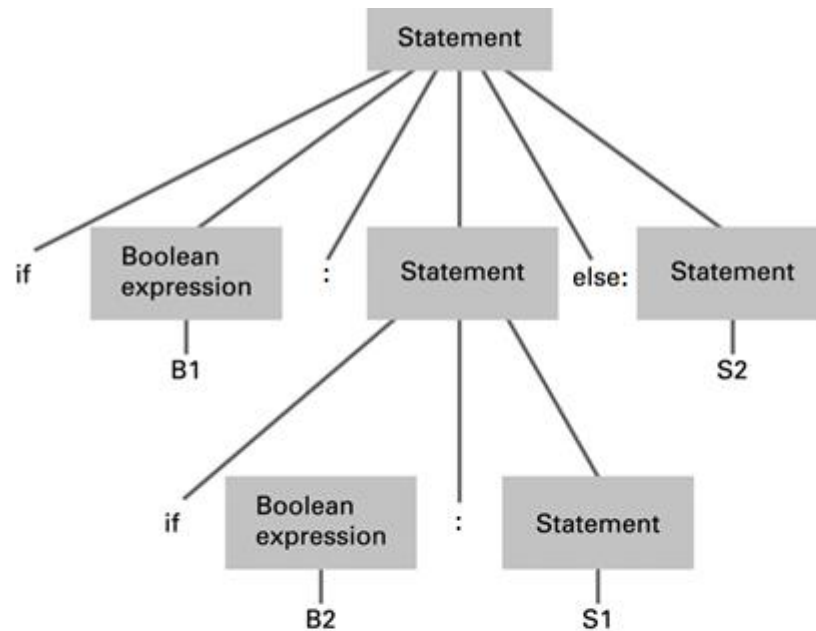 Statement
if
Boolean
expression
:
Statement
else:
Statement
B1
S2
if
Boolean
expression
:
Statement
B2
S1